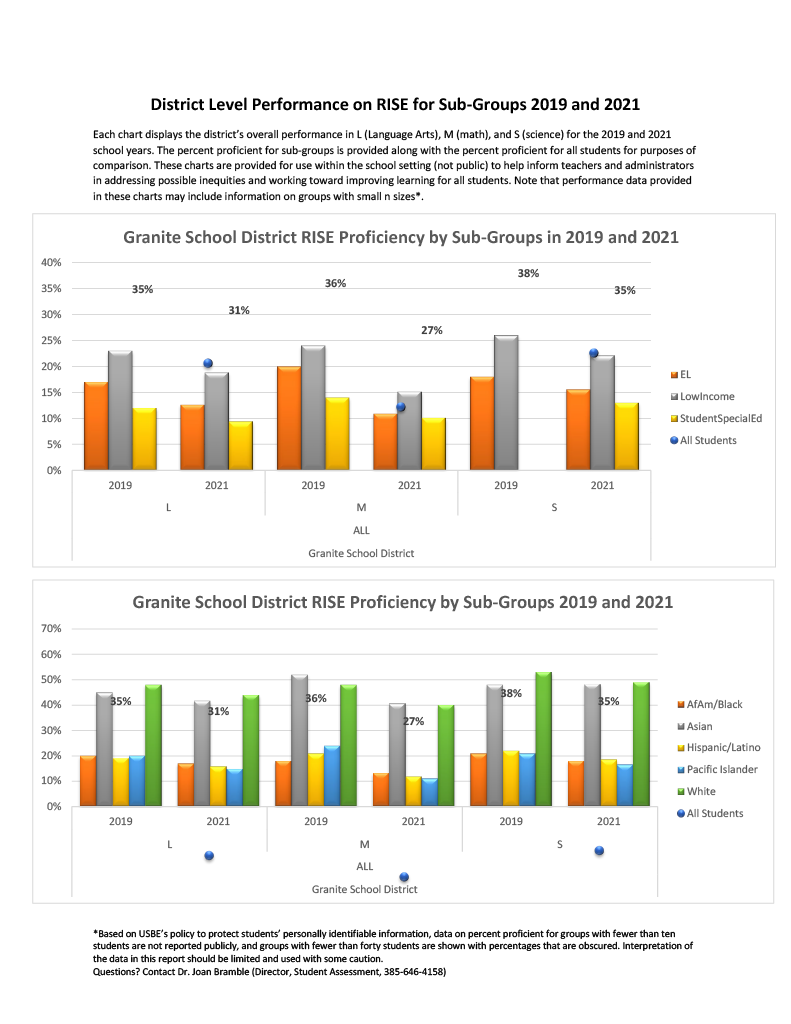 District Level Performance on RISE for Sub-Groups 2019 and 2021
Each chart displays the district's overall performance in L (Language Arts), M (math), and S (science) for the 2019 and 2021
school years. The percent proficient for sub-groups is provided along with the percent proficient for all students for purposes of
comparison. These charts are provided for use within the school setting (not public) to help inform teachers and administrators
in addressing possible inequities and working toward improving learning for all students. Note that performance data provided
in these charts may include information on groups with small n sizes*.
Granite School District RISE Proficiency by Sub-Groups in 2019 and 2021
40%
35%
30%
25%
20%
15%
10%
5%
0%
35%
31%
36%
27%
38%
35%
EL
LowIncome
StudentSpecialEd
All Students
2019 2021 2019 2021 2019 2021
L M S
ALL
Granite School District
Granite School District RISE Proficiency by Sub-Groups 2019 and 2021
70%
60%
50%
40%
30%
20%
10%
0%
35%
31%
36%
27%
38%
35%
AfAm/Black
Asian
Hispanic/Latino
Pacific Islander
White
All Students
2019 2021 2019 2021 2019 2021
L M S
ALL
Granite School District
*Based on USBE's policy to protect students' personally identifiable information, data on percent proficient for groups with fewer than ten
students are not reported publicly, and groups with fewer than forty students are shown with percentages that are obscured. Interpretation of
the data in this report should be limited and used with some caution.
Questions? Contact Dr. Joan Bramble (Director, Student Assessment, 385-646-4158)